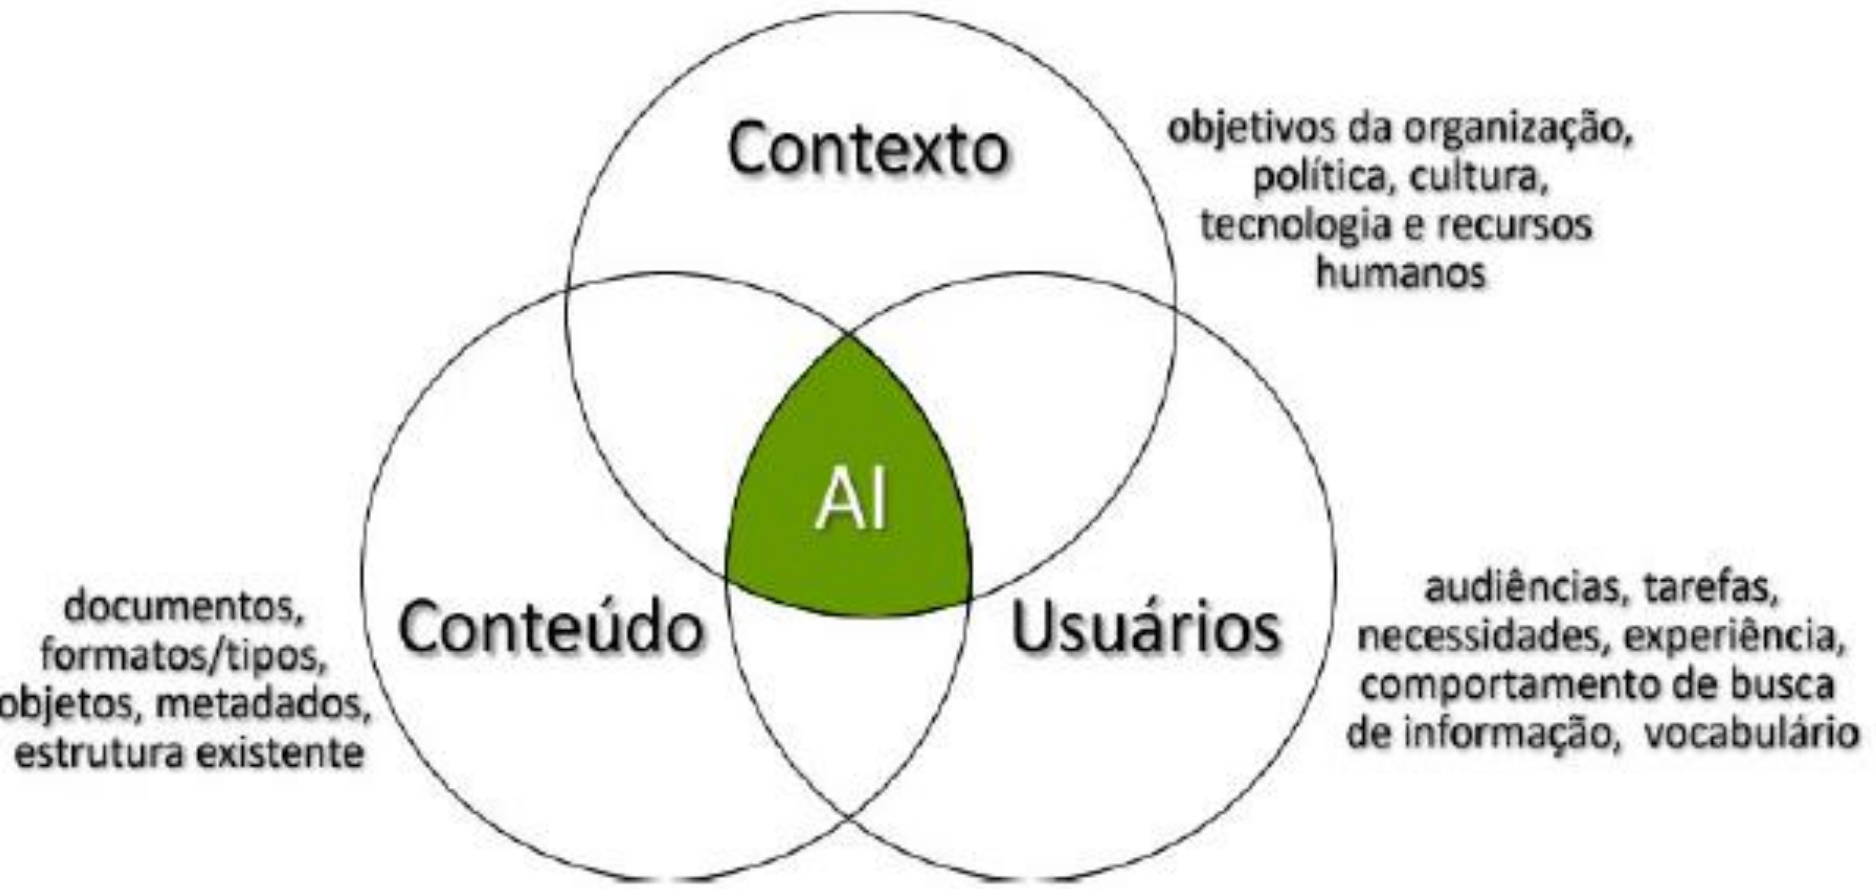 Contexto
objetivos da organização,
política, cultura,
tecnologia e recursos
humanos
AI
Conteúdo
documentos,
formatos/tipos,
objetos, metadados,
estrutura existente
Usuários
audiências, tarefas,
necessidades, experiência,
comportamento de busca
de informação, vocabulário